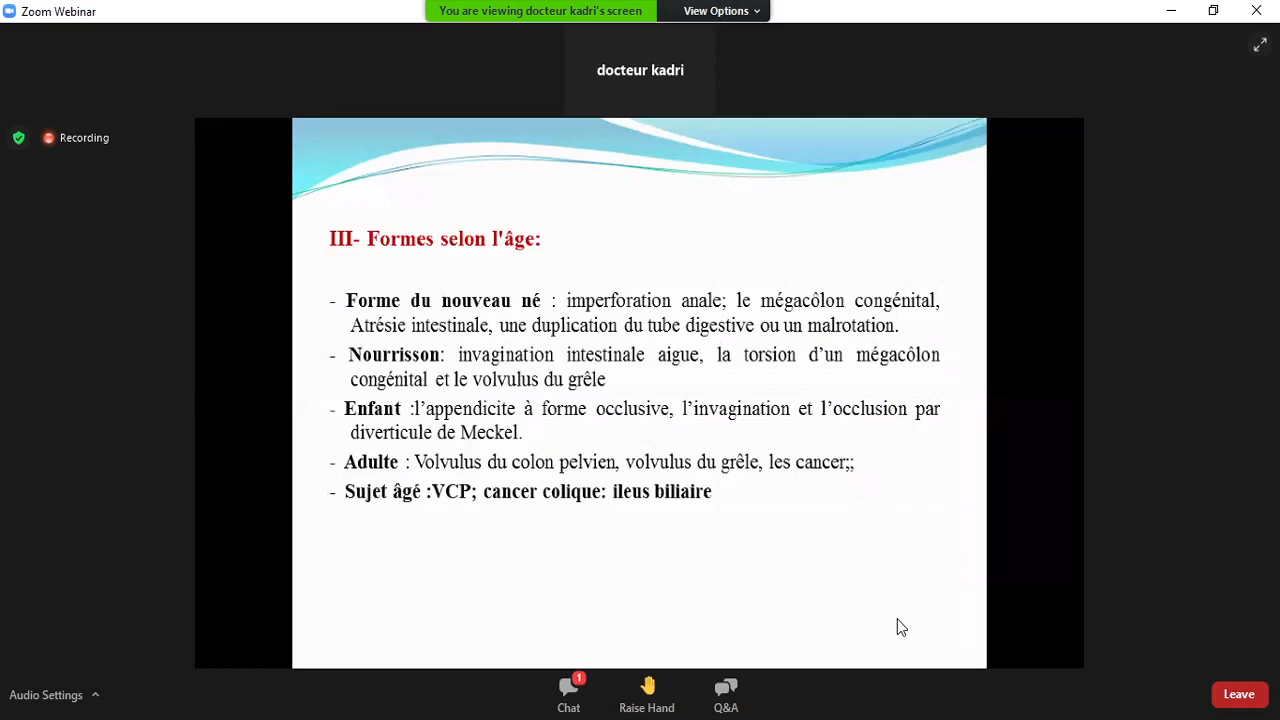 Zoom Webinar
You are viewing docteur kadri's screen
View Options
docteur kadri
Recording
III- Formes selon l'âge:
- Forme du nouveau né : imperforation anale; le mégacôlon congénital,
Atrésie intestinale, une duplication du tube digestive ou un malrotation.
- Nourrisson: invagination intestinale aigue, la torsion d’un mégacôlon
congénital et le volvulus du grêle
- Enfant :l’appendicite à forme occlusive, l’invagination et l’occlusion par
diverticule de Meckel.
- Adulte : Volvulus du colon pelvien, volvulus du grêle, les cancer;;
- Sujet âgé :VCP; cancer colique: ileus biliaire
Audio Settings
1
Chat
Raise Hand
Q&A
Leave